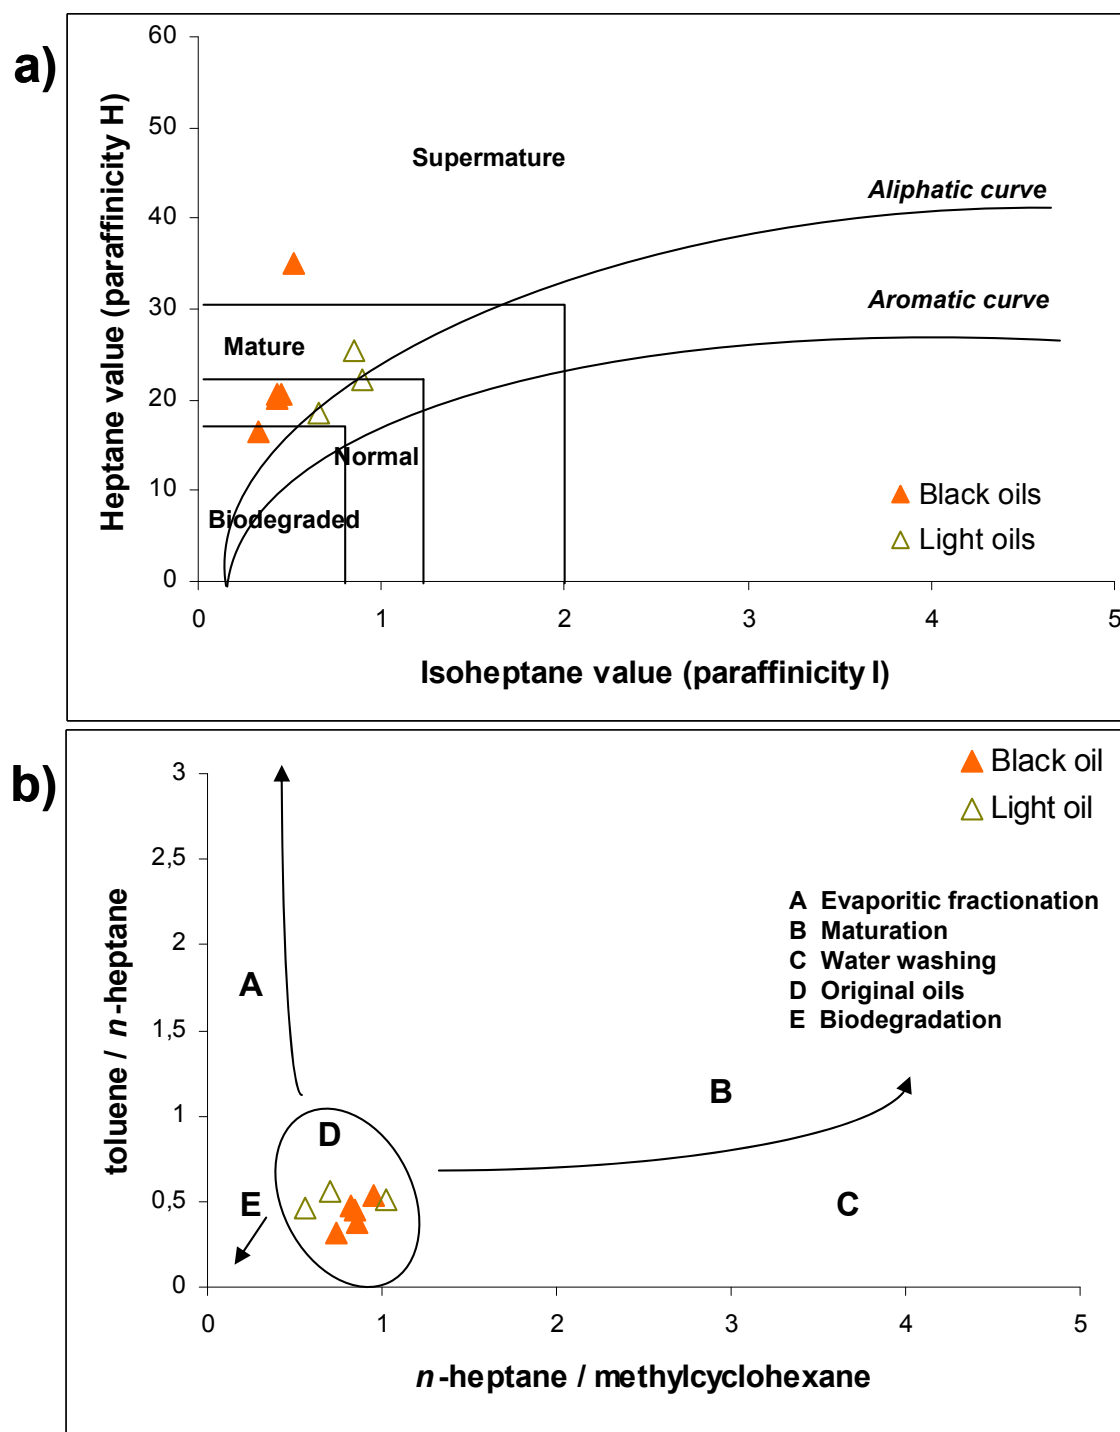 a)
60
50
40
30
20
10
0
Heptane value (paraffinicity H)
Supermature
Aliphatic curve
Aromatic curve
Mature
Normal
Biodegraded
Black oils
Light oils
0 1 2 3 4 5
Isoheptane value (paraffinicity I)
b)
Black oil
Light oil
3
2,5
2
1,5
1
0,5
0
toluene / n-heptane
A Evaporitic fractionation
B Maturation
C Water washing
D Original oils
E Biodegradation
A
B
D
E
C
0 1 2 3 4 5
n-heptane / methylcyclohexane